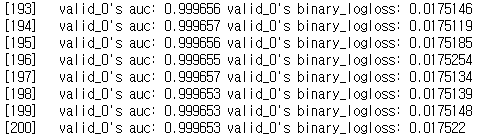 [193] valid_0's auc: 0.999656 valid_0's binary_logloss: 0.0175146
[194] valid_0's auc: 0.999657 valid_0's binary_logloss: 0.0175119
[195] valid_0's auc: 0.999656 valid_0's binary_logloss: 0.0175185
[196] valid_0's auc: 0.999655 valid_0's binary_logloss: 0.0175254
[197] valid_0's auc: 0.999657 valid_0's binary_logloss: 0.0175134
[198] valid_0's auc: 0.999653 valid_0's binary_logloss: 0.0175139
[199] valid_0's auc: 0.999653 valid_0's binary_logloss: 0.0175148
[200] valid_0's auc: 0.999653 valid_0's binary_logloss: 0.017522